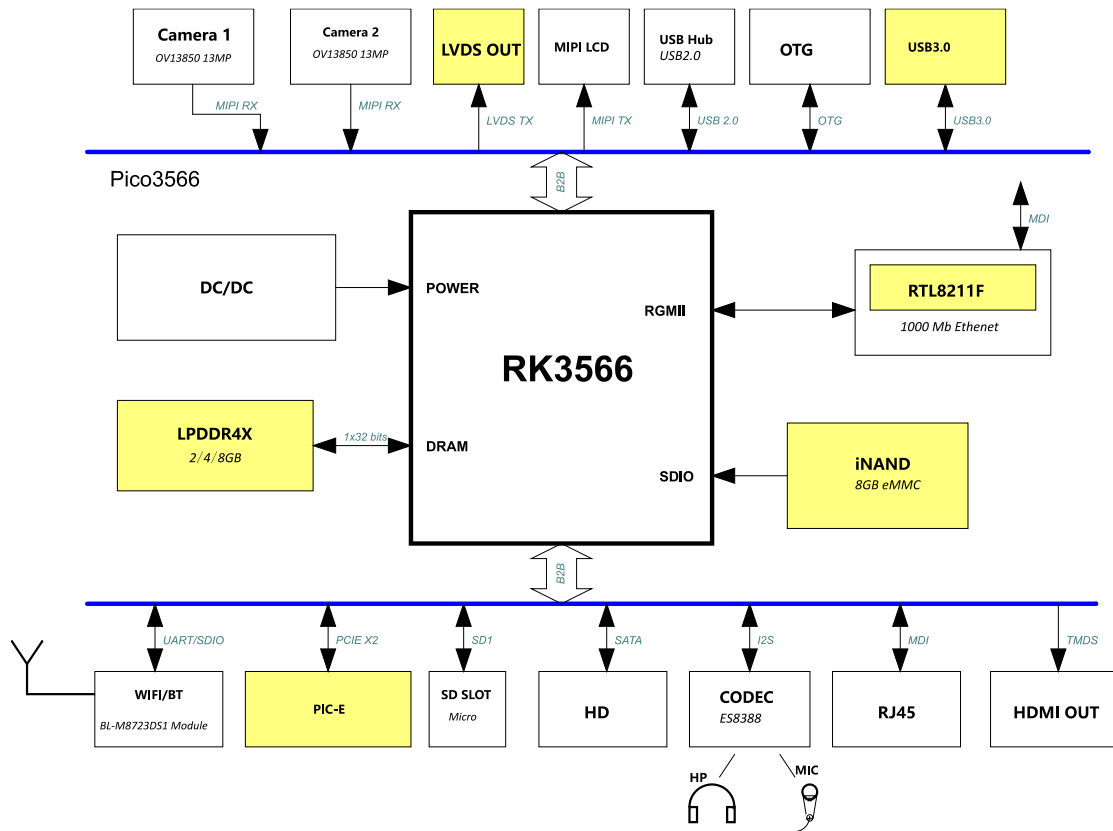 Camera 1
OV13850 13MP
Camera 2
OV13850 13MP
LVDS OUT
MIPI LCD
USB Hub
USB2.0
OTG
USB3.0
MIPI RX
MIPI RX
LVDS TX
MIPI TX
USB 2.0
OTG
USB3.0
Pico3566
B2B
MDI
DC/DC
POWER
RGMII
RTL8211F
1000 Mb Ethenet
RK3566
LPDDR4X
2/4/8GB
1x32 bits
DRAM
SDIO
iNAND
8GB eMMC
B2B
UART/SDIO
PCIE X2
SD1
SATA
I2S
MDI
TMDS
WIFI/BT
BL-M8723DS1 Module
PIC-E
SD SLOT
Micro
HD
CODEC
ES8388
RJ45
HDMI OUT
HP
MIC